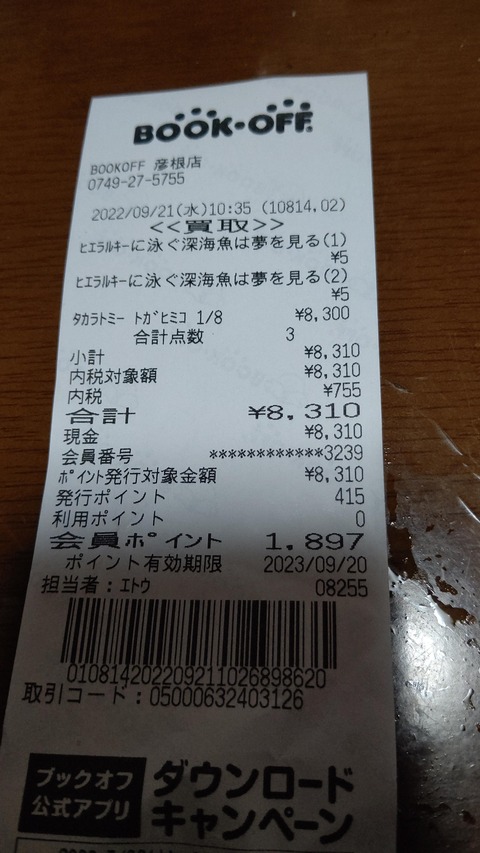 BOOK・OFF
BOOKOFF 彦根店
0749-27-5755
2022/09/21(水)10:35 (10814,02)
<<買取>>
ﾋｴﾗﾙｷｰに泳ぐ深海魚は夢を見る(1)
¥5
ﾋｴﾗﾙｷｰに泳ぐ深海魚は夢を見る(2)
¥5
ﾀｶﾗﾄﾐｰ ﾄｶﾞﾋﾐｺ 1/8 ¥8,300
合計点数 3
小計 ¥8,310
内税対象額 ¥8,310
内税 ¥755
合計 ¥8,310
現金 ¥8,310
会員番号 ************3239
ﾎﾟｲﾝﾄ発行対象金額 ¥8,310
発行ポイント 415
利用ポイント 0
会員ﾎﾟｲﾝﾄ 1,897
ポイント有効期限 2023/09/20
担当者：ｴﾄｳ 08255
0108142022092110268986​20
取引コード：05000632403126
ブックオフ
公式アプリ
ダウンロード
キャンペーン